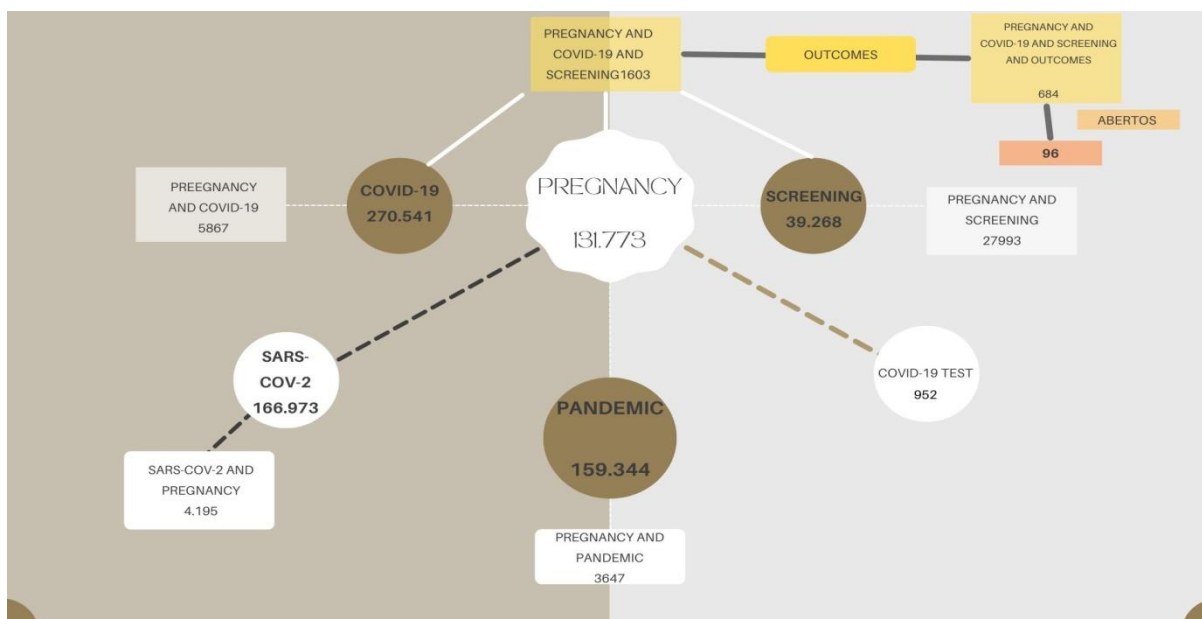 PREGNANCY AND
COVID-19 AND
SCREENING1603
OUTCOMES
PREGNANCY AND
COVID-19 AND SCREENING
AND OUTCOMES
684
ABERTOS
96
PREEGNANCY
AND COVID-19
5867
COVID-19
270.541
PREGNANCY
131.773
SCREENING
39.268
PREGNANCY AND
SCREENING
27993
SARS-
COV-2
166.973
COVID-19 TEST
952
PANDEMIC
159.344
SARS-COV-2 AND
PREGNANCY
4.195
PREGNANCY AND
PANDEMIC
3647